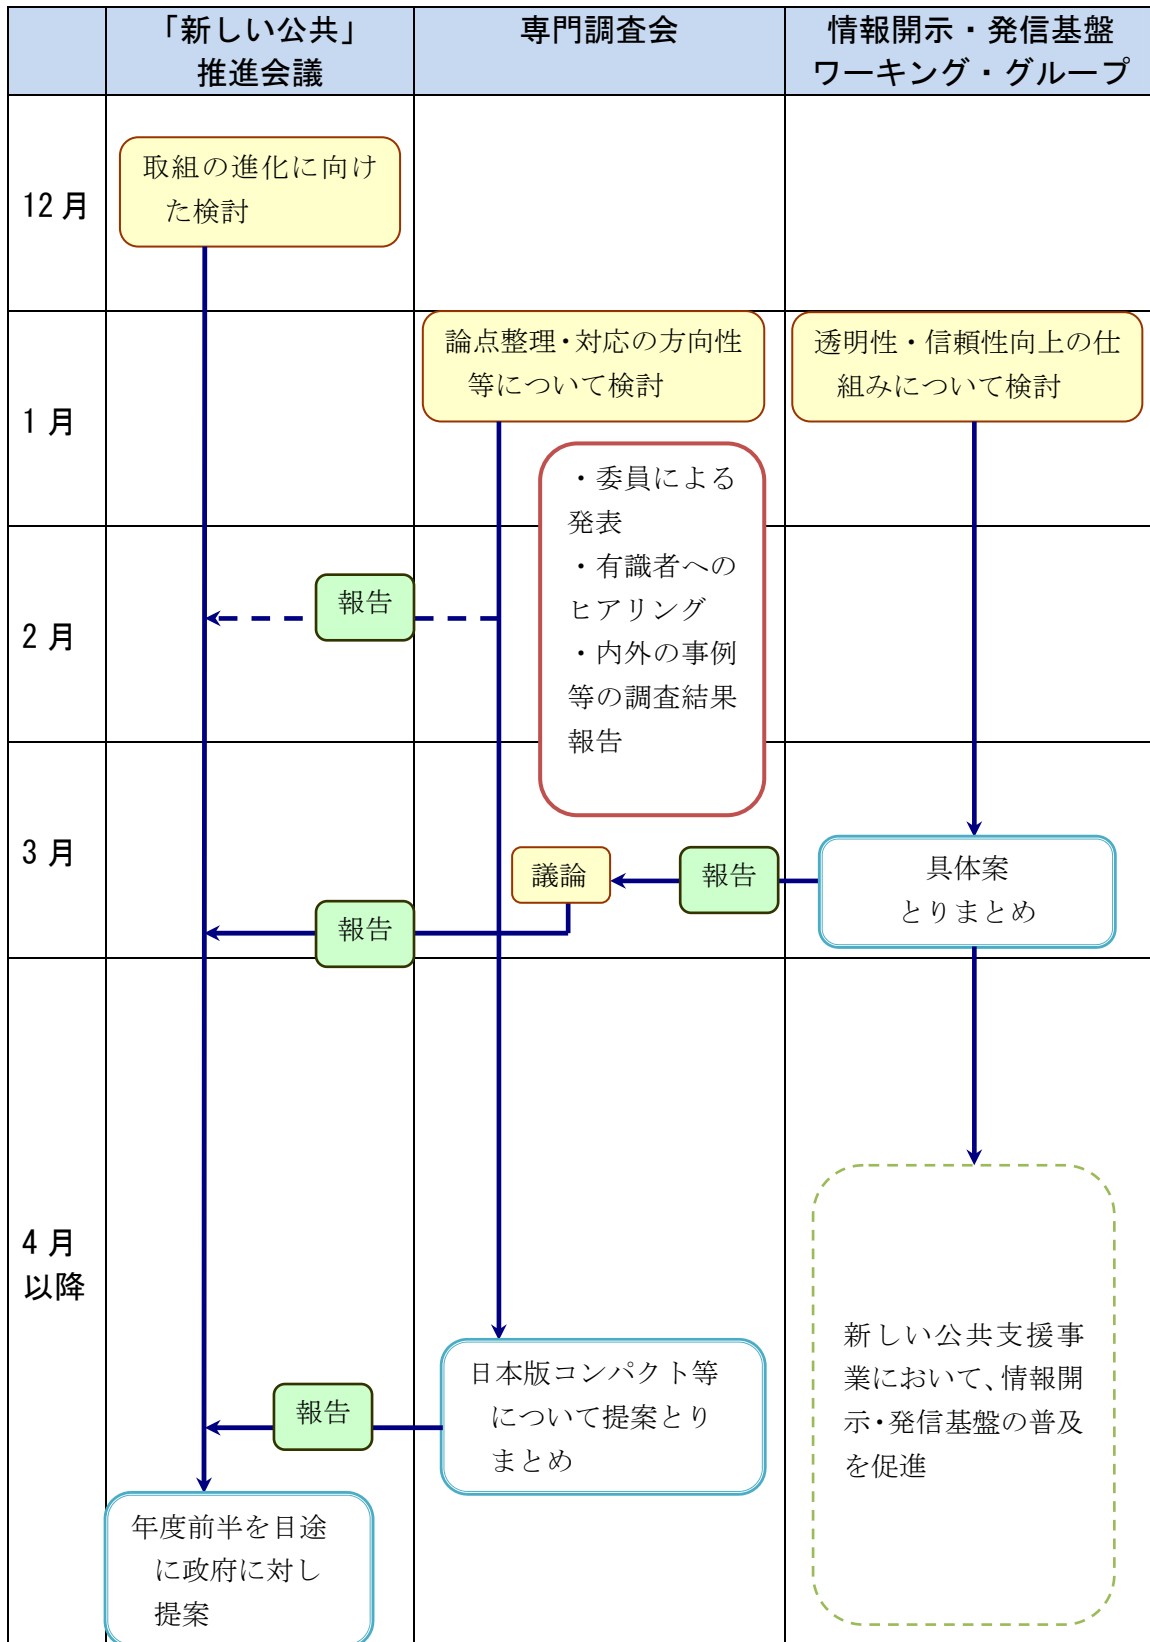 「新しい公共」
推進会議
専門調査会
情報開示・発信基盤
ワーキング・グループ
12月
取組の進化に向け
た検討
1月
論点整理・対応の方向性
等について検討
透明性・信頼性向上の仕
組みについて検討
・委員による
発表
・有識者への
ヒアリング
・内外の事例
等の調査結果
報告
2月
報告
3月
議論
報告
具体案
とりまとめ
報告
4月
以降
日本版コンパクト等
について提案とり
まとめ
報告
新しい公共支援事
業において、情報開
示・発信基盤の普及
を促進
年度前半を目途
に政府に対し
提案